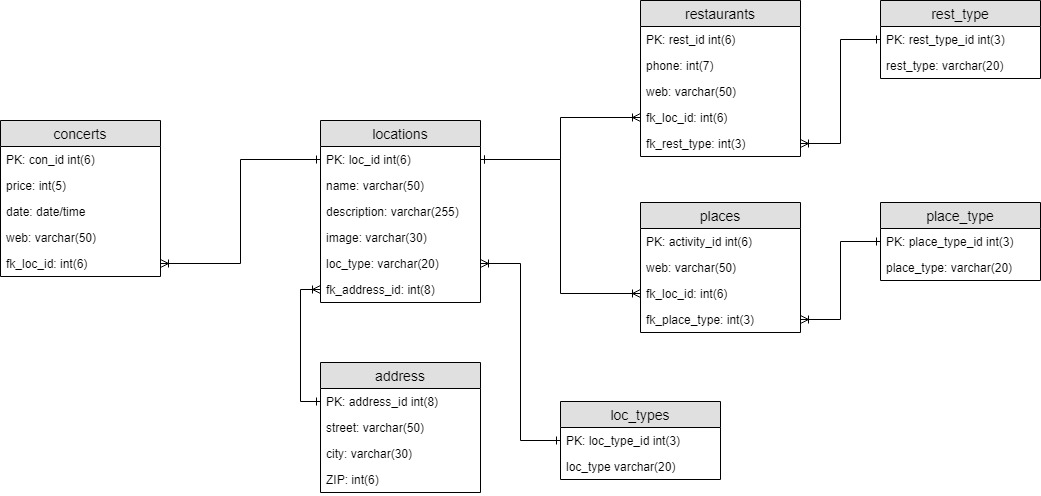 restaurants
PK: rest_id int(6)
phone: int(7)
web: varchar(50)
fk_loc_id: int(6)
fk_rest_type: int(3)
rest_type
PK: rest_type_id int(3)
rest_type: varchar(20)
concerts
PK: con_id int(6)
price: int(5)
date: date/time
web: varchar(50)
fk_loc_id: int(6)
locations
PK: loc_id int(6)
name: varchar(50)
description: varchar(255)
image: varchar(30)
loc_type: varchar(20)
fk_address_id: int(8)
places
PK: activity_id int(6)
web: varchar(50)
fk_loc_id: int(6)
fk_place_type: int(3)
place_type
PK: place_type_id int(3)
place_type: varchar(20)
address
PK: address_id int(8)
street: varchar(50)
city: varchar(30)
ZIP: int(6)
loc_types
PK: loc_type_id int(3)
loc_type varchar(20)